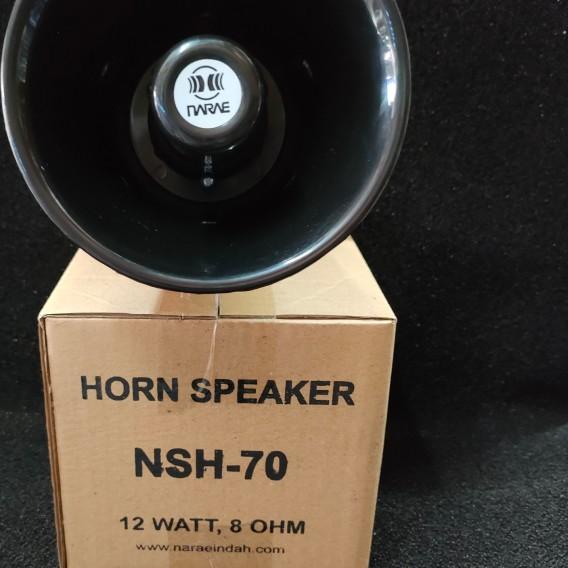 NARAE
HORN SPEAKER
NSH-70
12 WATT, 8 OHM
www.naraeindah.com